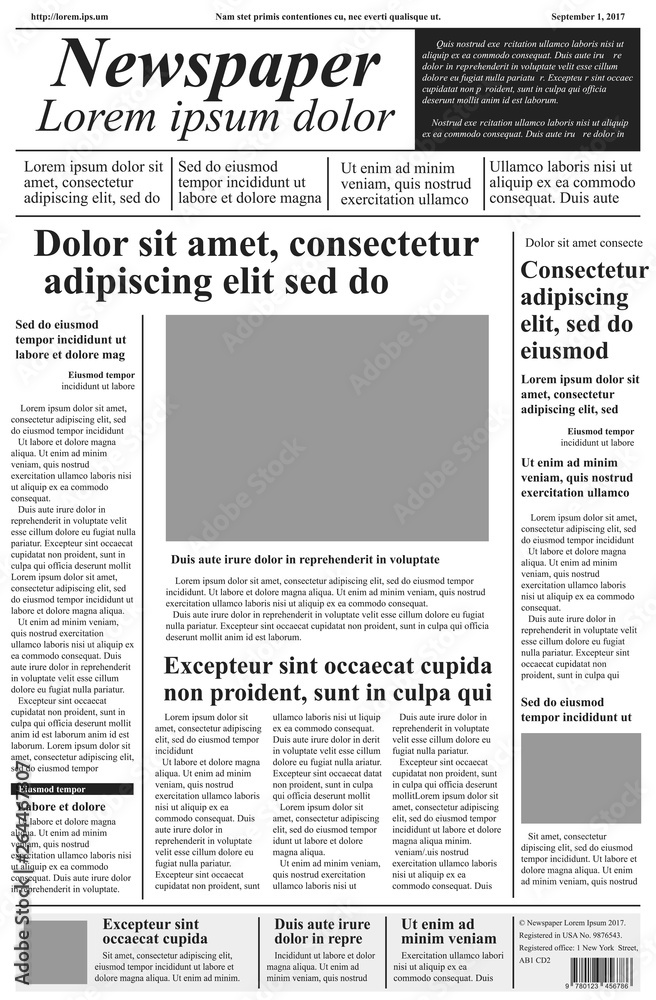 http://lorem.ips.um
Nam stet primis contentiones cu, nec everti qualisque ut.
September 1, 2017
Newspaper
Lorem ipsum dolor
Quis nostrud exe rcitation ullamco laboris nisi ut
aliquip ex ea commodo consequat. Duis aute iru re
dolor in reprehenderit in voluptate velit esse cillum
dolore eu fugiat nulla pariatu r. Excepteu r sint occaec
cupidatat non p roident, sunt in culpa qui officia
deserunt mollit anim id est laborum.
Nostrud exe rcitation ullamco laboris nisi ut aliquip
ex ea commodo consequat. Duis aute iru re dolor in
Lorem ipsum dolor sit
amet, consectetur
adipiscing elit, sed do
Sed do eiusmod
tempor incididunt ut
labore et dolore magna
Ut enim ad minim
veniam, quis nostrud
exercitation ullamco
Ullamco laboris nisi ut
aliquip ex ea commodo
consequat. Duis aute
Dolor sit amet, consectetur
adipiscing elit sed do
Sed do eiusmod
tempor incididunt ut
labore et dolore mag
Eiusmod tempor
incididunt ut labore
Lorem ipsum dolor sit amet,
consectetur adipiscing elit, sed
do eiusmod tempor incididunt
Ut labore et dolore magna
aliqua. Ut enim ad minim
veniam, quis nostrud
exercitation ullamco laboris nisi
ut aliquip ex ea commodo
consequat.
Duis aute irure dolor in
reprehenderit in voluptate velit
esse cillum dolore eu fugiat nulla
pariatur. Excepteur sint occaecat
cupidatat non proident, sunt in
culpa qui officia deserunt mollit
Lorem ipsum dolor sit amet,
consectetur adipiscing elit, sed
do eiusmod tempor incididunt ut
labore et dolore magna aliqua.
Ut enim ad minim veniam,
quis nostrud exercitation
ullamco laboris nisi ut aliquip ex
ea commodo consequat. Duis
aute irure dolor in reprehenderit
in voluptate velit esse cillum
dolore eu fugiat nulla pariatur.
Excepteur sint occaecat
cupidatat non proident, sunt in
culpa qui officia deserunt mollit
anim id est laborum anim id est
laborum. Lorem ipsum dolor sit
amet, consectetur adipiscing elit,
sed do eiusmod tempor
Eiusmod tempor
Labore et dolore
Ut labore et dolore magna
aliqua. Ut enim ad minim
veniam, quis nostrud
exercitation ullamco laboris nisi
ut aliquip ex ea commodo
consequat. Duis aute irure dolor
in reprehenderit in voluptate.
Duis aute irure dolor in reprehenderit in voluptate
Lorem ipsum dolor sit amet, consectetur adipiscing elit, sed do eiusmod tempor
incididunt. Ut labore et dolore magna aliqua. Ut enim ad minim veniam, quis nostrud
exercitation ullamco laboris nisi ut aliquip ex ea commodo consequat.
Duis aute irure dolor in reprehenderit in voluptate velit esse cillum dolore eu fugiat
nulla pariatur. Excepteur sint occaecat cupidatat non proident, sunt in culpa qui officia
deserunt mollit anim id est laborum.
Excepteur sint occaecat cupida
non proident, sunt in culpa qui
Lorem ipsum dolor sit
amet, consectetur adipiscing
elit, sed do eiusmod tempor
incididunt
Ut labore et dolore magna
aliqua. Ut enim ad minim
veniam, quis nostrud
exercitation ullamco laboris
nisi ut aliquip ex ea
commodo consequat. Duis
aute irure dolor in
reprehenderit in voluptate
velit esse cillum dolore eu
fugiat nulla pariatur.
Excepteur sint occaecat
cupidatat non proident, sunt
ullamco laboris nisi ut liquip
ex ea commodo consequat.
Duis aute irure dolor in derit
in voluptate velit esse cillum
dolore eu fugiat nulla ariatur.
Excepteur sint occaecat datat
non proident, sunt in culpa
qui officia deserunt mollit
Lorem ipsum dolor sit
amet, consectetur adipiscing
elit, sed do eiusmod tempor
idunt ut labore et dolore
magna aliqua.
Ut enim ad minim veniam,
quis nostrud exercitation
ullamco laboris nisi ut
Duis aute irure dolor in
reprehenderit in voluptate
velit esse cillum dolore eu
fugiat nulla pariatur.
Excepteur sint occaecat
cupidatat non proident, sunt
in culpa qui officia deserunt
mollitLorem ipsum dolor sit
amet, consectetur adipiscing
elit, sed do eiusmod tempor
incididunt ut labore et dolore
magna aliqua minim.
veniam/.uis nostrud
exercitation ullamco laboris
nisi ut aliquip ex ea
commodo consequat. Duis
Dolor sit amet consecte
Consectetur
adipiscing
elit, sed do
eiusmod
Lorem ipsum dolor sit
amet, consectetur
adipiscing elit, sed
Eiusmod tempor
incididunt ut labore
Ut enim ad minim
veniam, quis nostrud
exercitation ullamco
Lorem ipsum dolor sit amet,
consectetur adipiscing elit, sed
do eiusmod tempor incididunt
Ut labore et dolore magna
aliqua. Ut enim ad minim
veniam, quis nostrud
exercitation ullamco laboris
nisi ut aliquip ex ea commodo
consequat.
Duis aute irure dolor in
reprehenderit in voluptate velit
esse cillum dolore eu fugiat
nulla pariatur. Excepteur sint
occaecat cupidatat non
proident, sunt in culpa qui
Sed do eiusmod
tempor incididunt ut
Sit amet, consectetur
dipiscing elit, sed do eiusmod
tempor incididunt. Ut labore et
dolore magna aliqua. Ut enim
ad minim veniam, quis nostrud
Excepteur sint
occaecat cupida
Sit amet, consectetur adipiscing elit,
eiusmod tempor incididunt ut labore et
dolore magna aliqua. Ut enim ad minim.
Duis aute irure
dolor in repre
Incididunt ut labore et dolore
magna aliqua. Ut enim ad
minim veniam, quis nostrud
Ut enim ad
minim veniam
Exercitation ullamco labori
nisi ut aliquip ex ea commodo
consequat. Duis
© Newspaper Lorem Ipsum 2017.
Registered in USA No. 9876543.
Registered office: 1 New York Street,
AB1 CD2
9 780123 456786
Adobe Stock